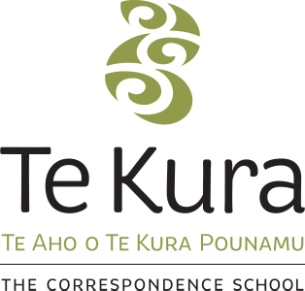 Te Kura
TE AHO O TE KURA POUNAMU
THE CORRESPONDENCE SCHOOL